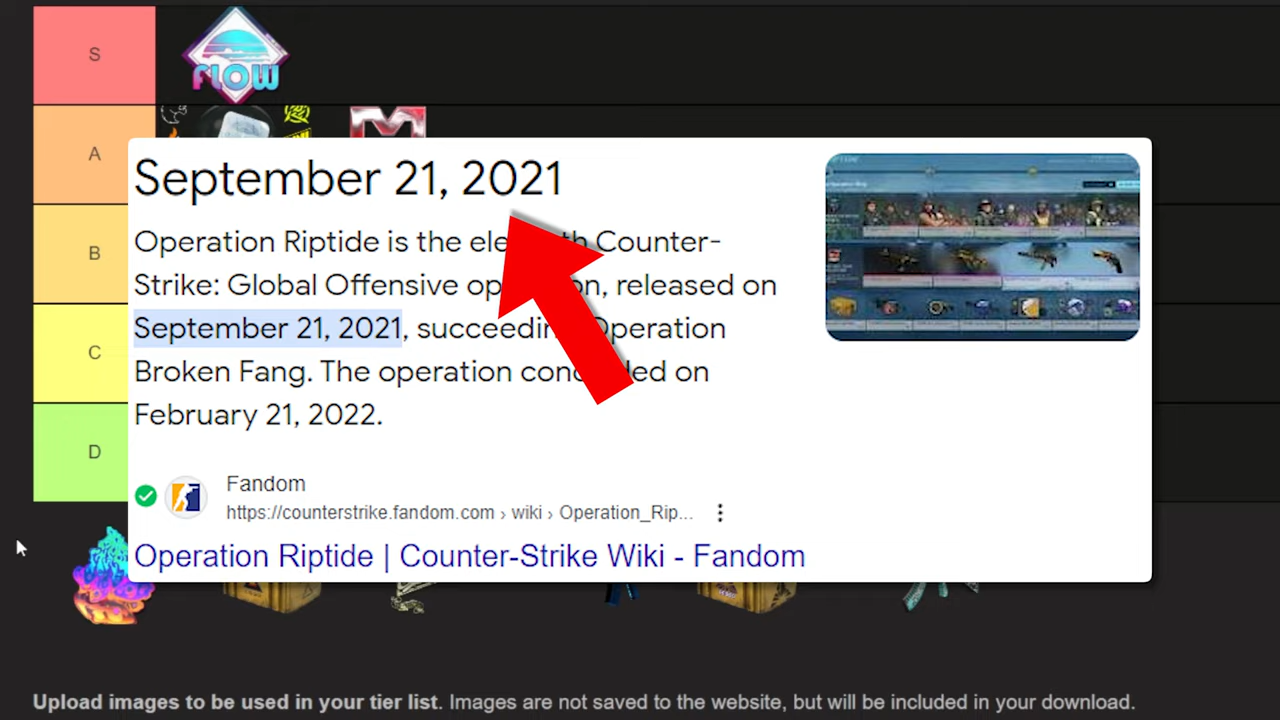 S
FLOW
A
September 21, 2021
Operation Riptide is the Counter-
B
Strike: Global Offensive released on
September 21, 2021, Operation
C
Broken Fang. The operation on
February 21, 2022.
D
Fandom
https://counterstrike.fandom.com › wiki › Operation_Rip...
Operation Riptide | Counter-Strike Wiki - Fandom
Upload images to be used in your tier list. Images are not saved to the website, but will be included in your download.